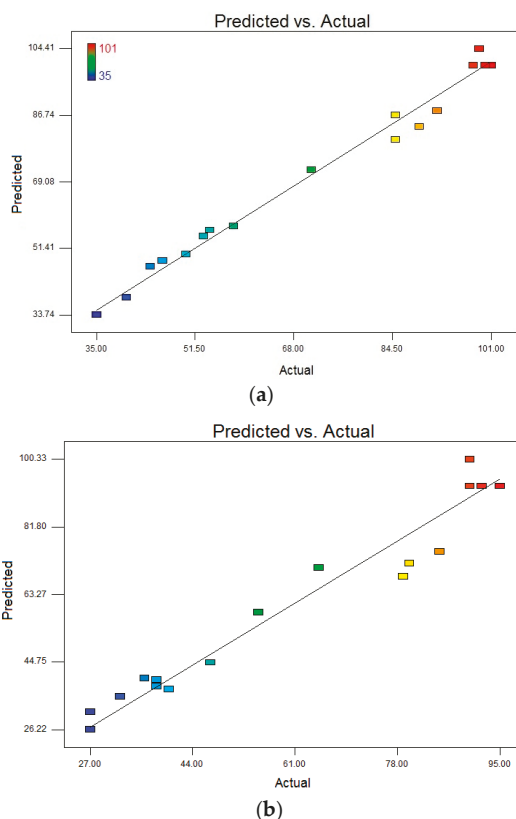 Predicted vs. Actual
104.41
101
35
86.74
69.08
51.41
33.74
Predicted
35.00 51.50 68.00 84.50 101.00
Actual
(a)
Predicted vs. Actual
100.33
81.80
63.27
44.75
26.22
Predicted
27.00 44.00 61.00 78.00 95.00
Actual
(b)